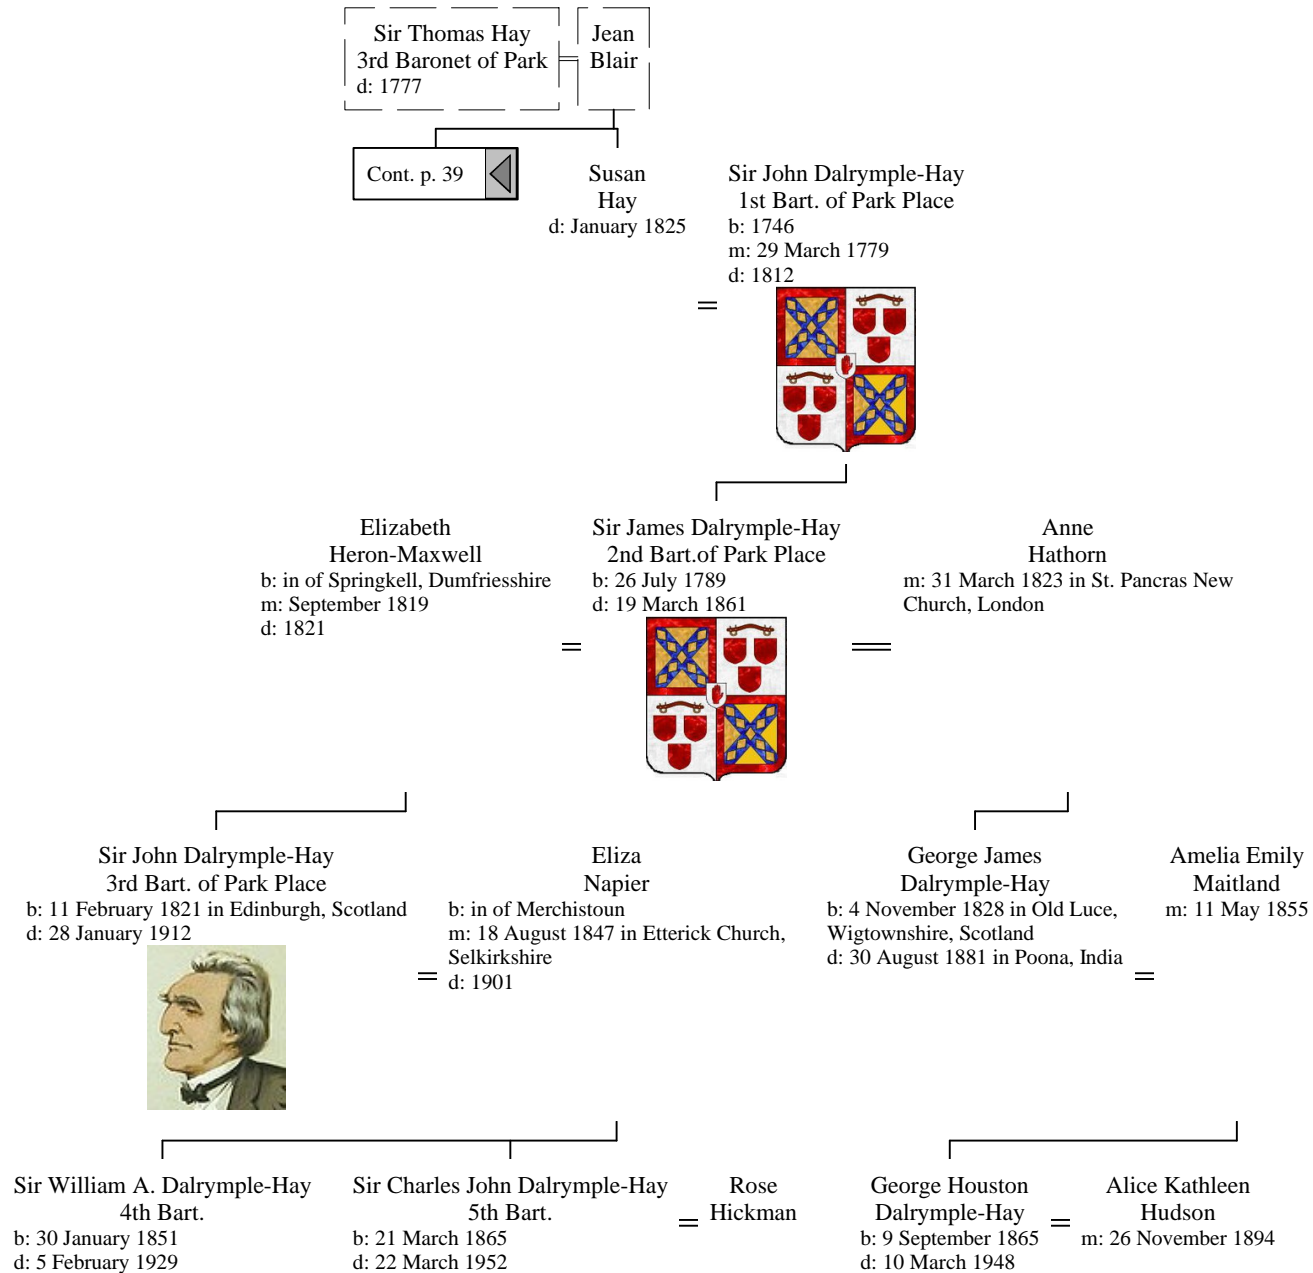 Sir Thomas Hay
3rd Baronet of Park
d: 1777
Jean
Blair
Cont. p. 39
Susan
Hay
d: January 1825
Sir John Dalrymple-Hay
1st Bart. of Park Place
b: 1746
m: 29 March 1779
d: 1812
=
Elizabeth
Heron-Maxwell
b: in of Springkell, Dumfriesshire
m: September 1819
d: 1821
=
Sir James Dalrymple-Hay
2nd Bart.of Park Place
b: 26 July 1789
d: 19 March 1861
Anne
Hathorn
m: 31 March 1823 in St. Pancras New
Church, London
Sir John Dalrymple-Hay
3rd Bart. of Park Place
b: 11 February 1821 in Edinburgh, Scotland
d: 28 January 1912
=
Eliza
Napier
b: in of Merchistoun
m: 18 August 1847 in Etterick Church,
Selkirkshire
d: 1901
George James
Dalrymple-Hay
b: 4 November 1828 in Old Luce,
Wigtownshire, Scotland
d: 30 August 1881 in Poona, India
=
Amelia Emily
Maitland
m: 11 May 1855
Sir William A. Dalrymple-Hay
4th Bart.
b: 30 January 1851
d: 5 February 1929
Sir Charles John Dalrymple-Hay
5th Bart.
b: 21 March 1865
d: 22 March 1952
=
Rose
Hickman
George Houston
Dalrymple-Hay
b: 9 September 1865
d: 10 March 1948
=
Alice Kathleen
Hudson
m: 26 November 1894